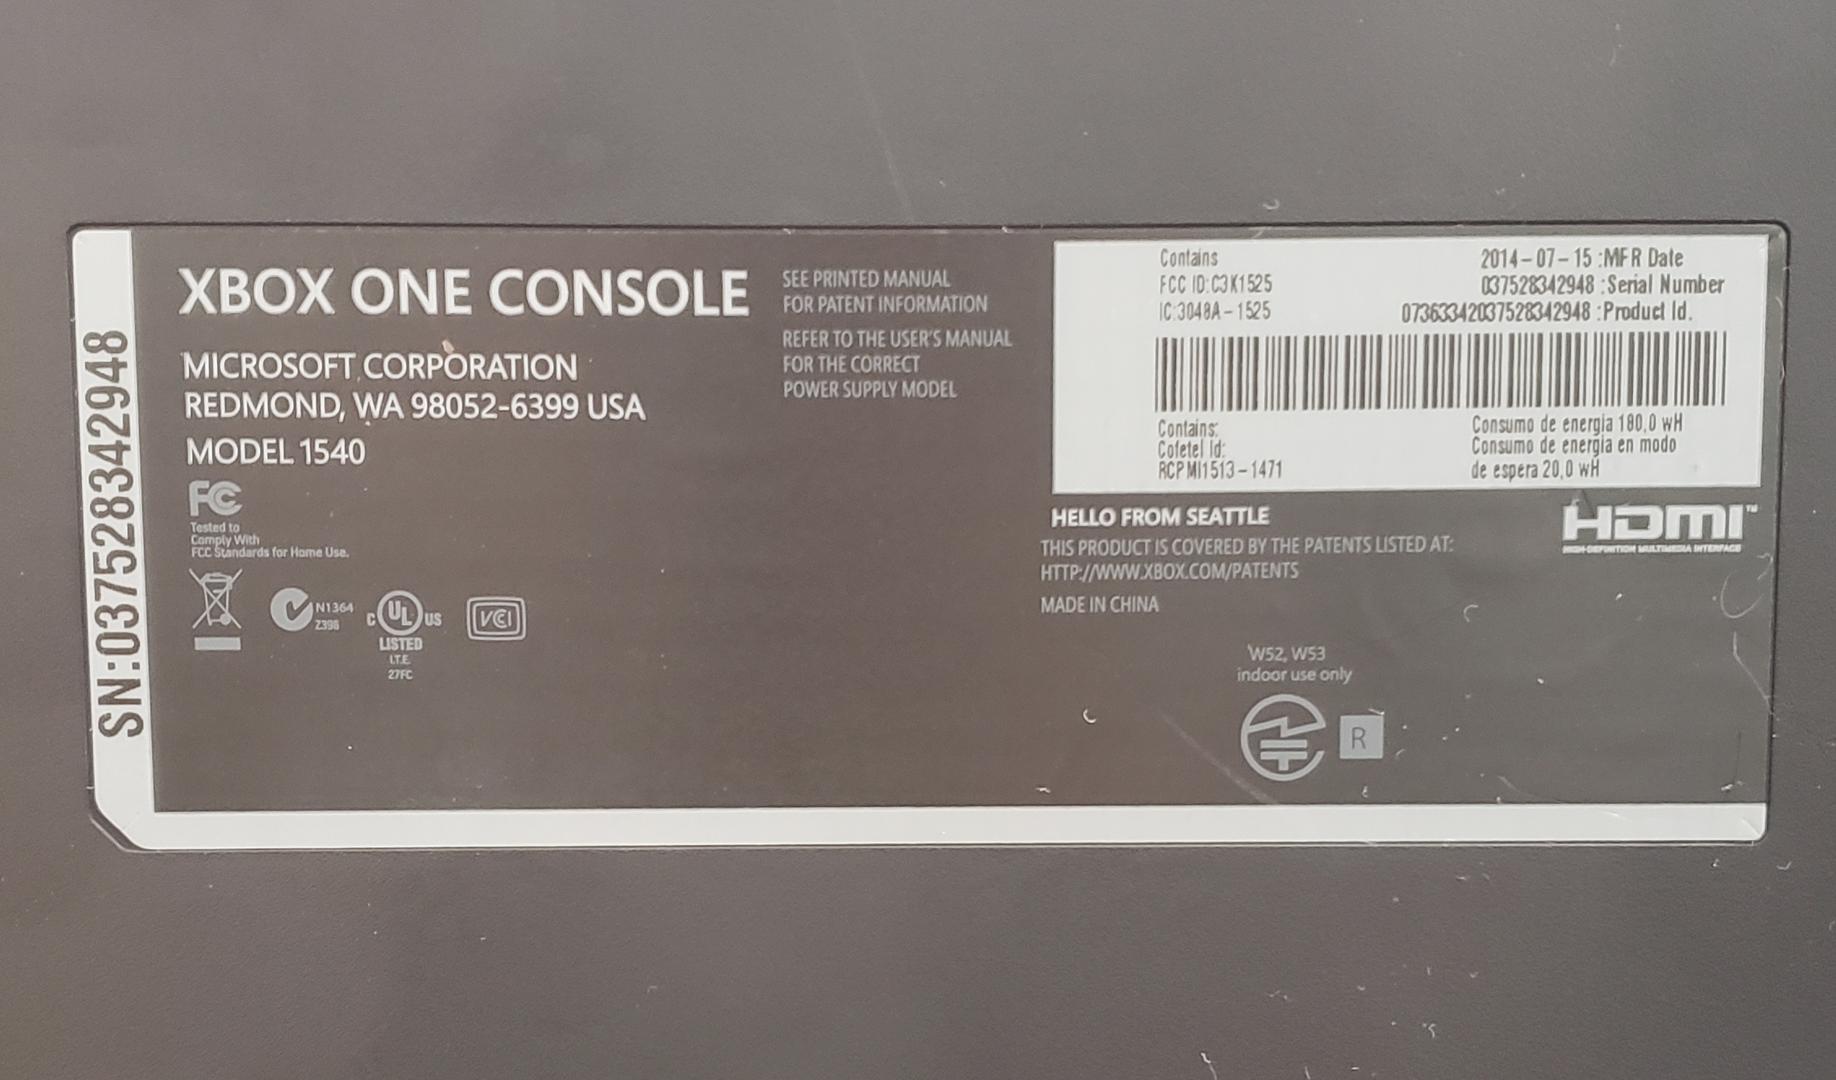 SN:037528342948
XBOX ONE CONSOLE
MICROSOFT CORPORATION
REDMOND, WA 98052-6399 USA
MODEL 1540
FC
Tested to
Comply With
FCC Standards for Home Use.
N1364
Z398
C UL US
LISTED
I.T.E.
27FC
VCI
SEE PRINTED MANUAL
FOR PATENT INFORMATION
REFER TO THE USER'S MANUAL
FOR THE CORRECT
POWER SUPPLY MODEL
Contains
FCC ID:C3K1525
IC:3048A-1525
2014-07-15 :MFR Date
037528342948 :Serial Number
07363342037528342948 :Product Id.
Contains:
Cofetel Id:
RCPMI1513-1471
Consumo de energia 180,0 wH
Consumo de energia en modo
de espera 20,0 wH
HELLO FROM SEATTLE
THIS PRODUCT IS COVERED BY THE PATENTS LISTED AT:
HTTP://WWW.XBOX.COM/PATENTS
MADE IN CHINA
HDMI™
HIGH-DEFINITION MULTIMEDIA INTERFACE
W52, W53
indoor use only
R